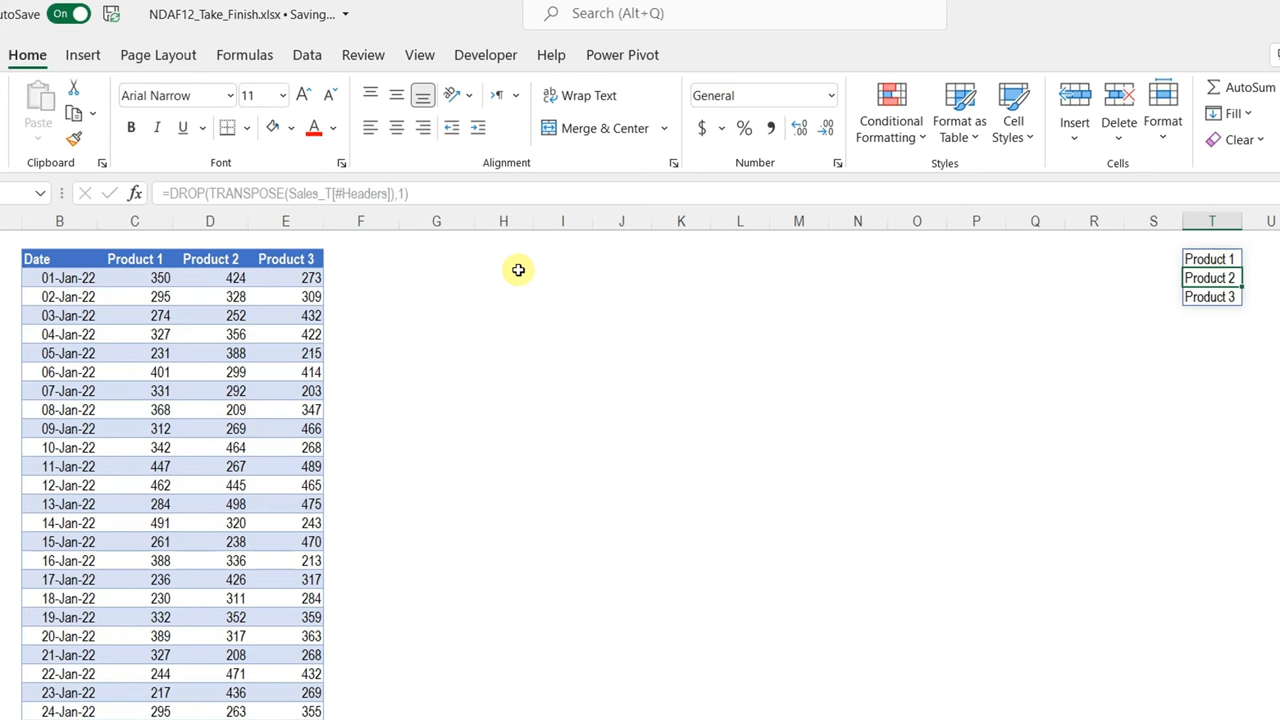 utoSave On NDAF12_Take_Finish.xlsx • Saving... Search (Alt+Q)
Home Insert Page Layout Formulas Data Review View Developer Help Power Pivot
Paste Arial Narrow 11 A A Wrap Text General Conditional Formatting Format as Table Cell Styles Insert Delete Format AutoSum
B I U A Merge & Center $ % Fill
Clear
Clipboard Font Alignment Number Styles Cells
fx =DROP(TRANSPOSE(Sales_T[#Headers]),1)
B C D E F G H I J K L M N O P Q R S T U
Date Product 1 Product 2 Product 3 Product 1
01-Jan-22 350 424 273 Product 2
02-Jan-22 295 328 309 Product 3
03-Jan-22 274 252 432
04-Jan-22 327 356 422
05-Jan-22 231 388 215
06-Jan-22 401 299 414
07-Jan-22 331 292 203
08-Jan-22 368 209 347
09-Jan-22 312 269 466
10-Jan-22 342 464 268
11-Jan-22 447 267 489
12-Jan-22 462 445 465
13-Jan-22 284 498 475
14-Jan-22 491 320 243
15-Jan-22 261 238 470
16-Jan-22 388 336 213
17-Jan-22 236 426 317
18-Jan-22 230 311 284
19-Jan-22 332 352 359
20-Jan-22 389 317 363
21-Jan-22 327 208 268
22-Jan-22 244 471 432
23-Jan-22 217 436 269
24-Jan-22 295 263 355